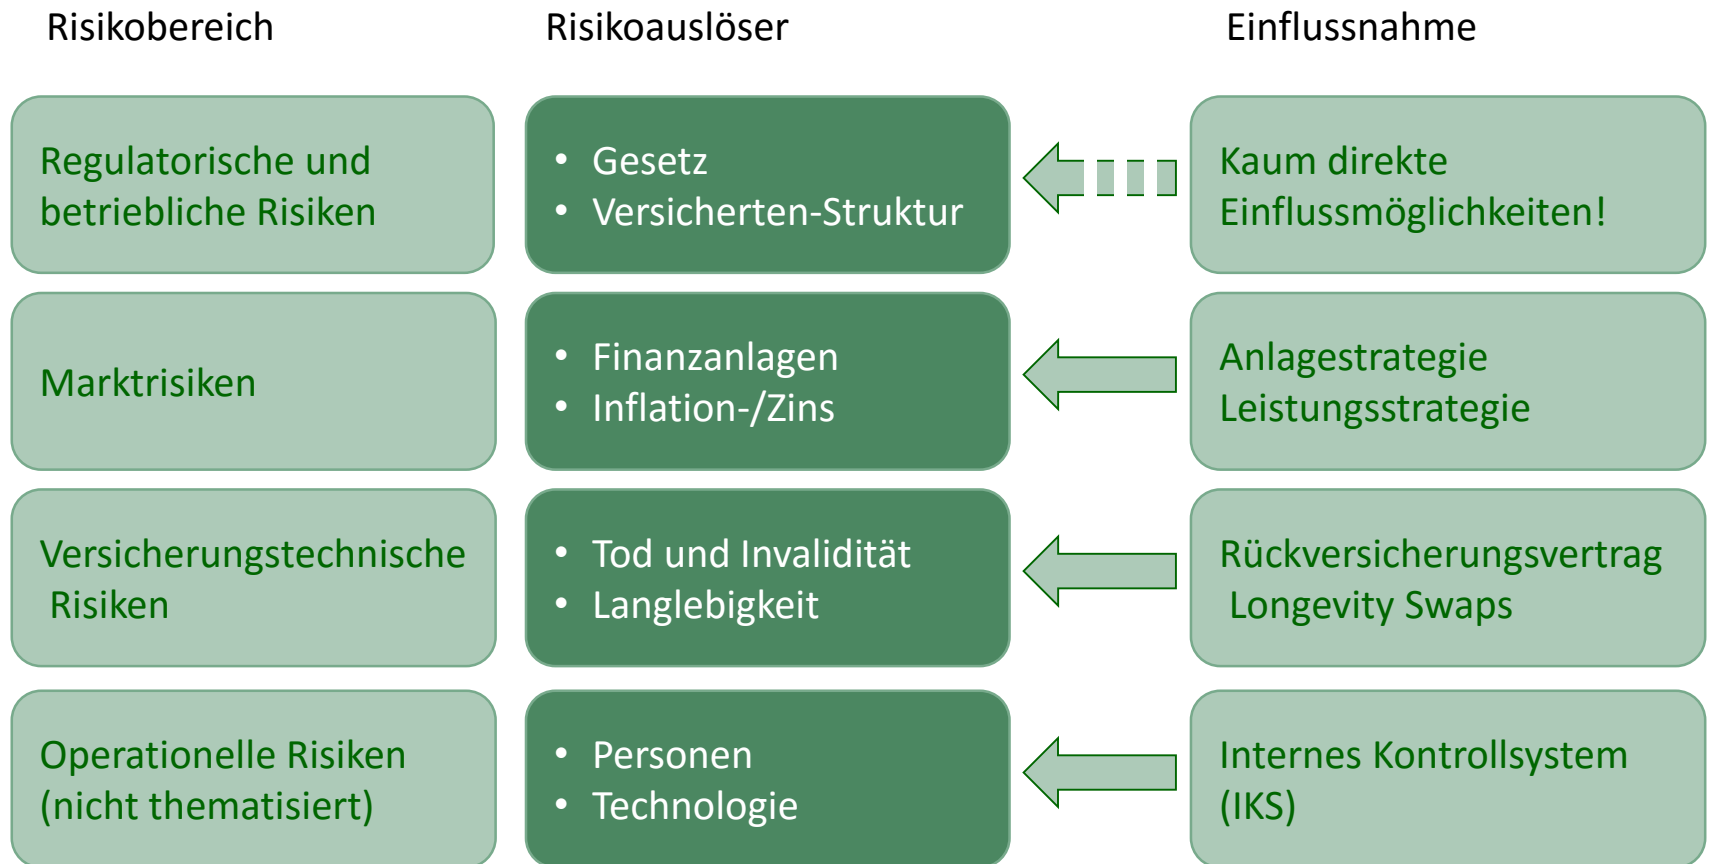 Risikobereich
Risikoauslöser
Einflussnahme
Regulatorische und
betriebliche Risiken
• Gesetz
• Versicherten-Struktur
Kaum direkte
Einflussmöglichkeiten!
Marktrisiken
• Finanzanlagen
• Inflation-/Zins
Anlagestrategie
Leistungsstrategie
Versicherungstechnische
Risiken
• Tod und Invalidität
• Langlebigkeit
Rückversicherungsvertrag
Longevity Swaps
Operationelle Risiken
(nicht thematisiert)
• Personen
• Technologie
Internes Kontrollsystem
(IKS)